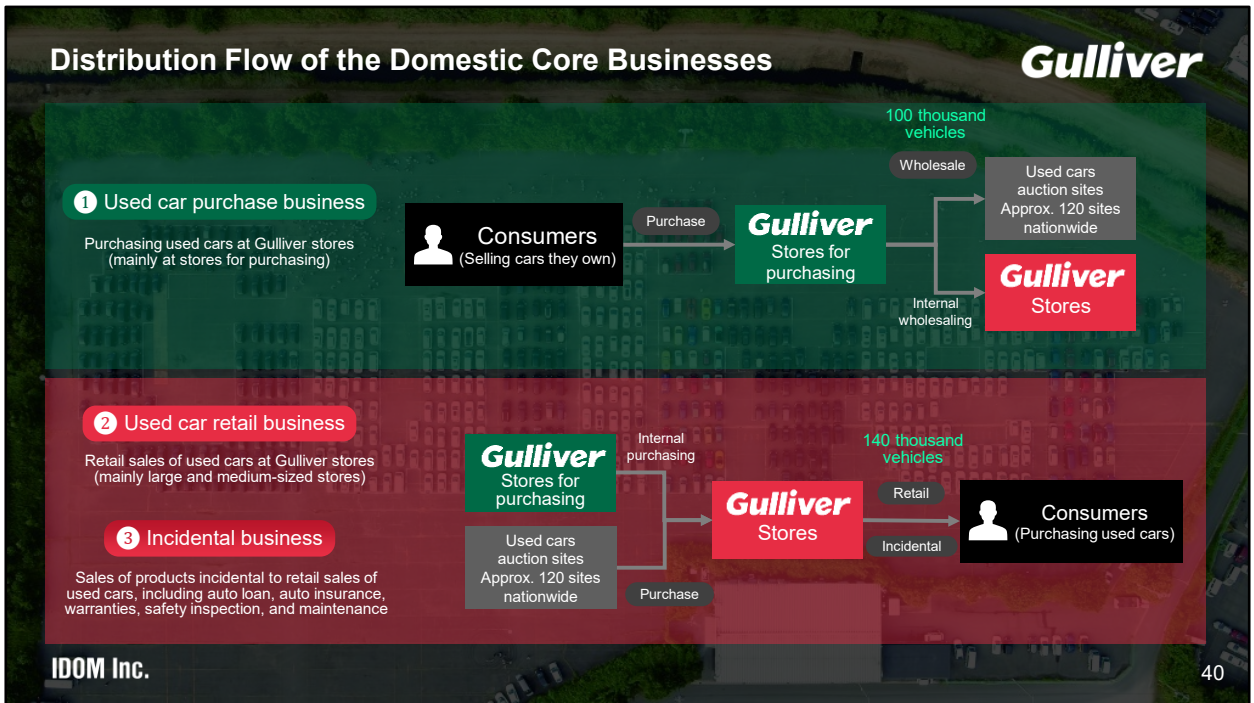 Distribution Flow of the Domestic Core Businesses
Gulliver
1 Used car purchase business
Purchasing used cars at Gulliver stores
(mainly at stores for purchasing)
Consumers
(Selling cars they own)
Purchase
Gulliver
Stores for
purchasing
100 thousand
vehicles
Wholesale
Used cars
auction sites
Approx. 120 sites
nationwide
Internal
wholesaling
Gulliver
Stores
2 Used car retail business
Retail sales of used cars at Gulliver stores
(mainly large and medium-sized stores)
3 Incidental business
Sales of products incidental to retail sales of
used cars, including auto loan, auto insurance,
warranties, safety inspection, and maintenance
Gulliver
Stores for
purchasing
Internal
purchasing
Used cars
auction sites
Approx. 120 sites
nationwide
Purchase
Gulliver
Stores
140 thousand
vehicles
Retail
Incidental
Consumers
(Purchasing used cars)
IDOM Inc.
40